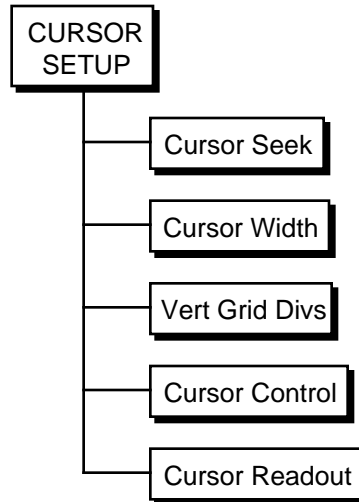 CURSOR
SETUP
Cursor Seek
Cursor Width
Vert Grid Divs
Cursor Control
Cursor Readout